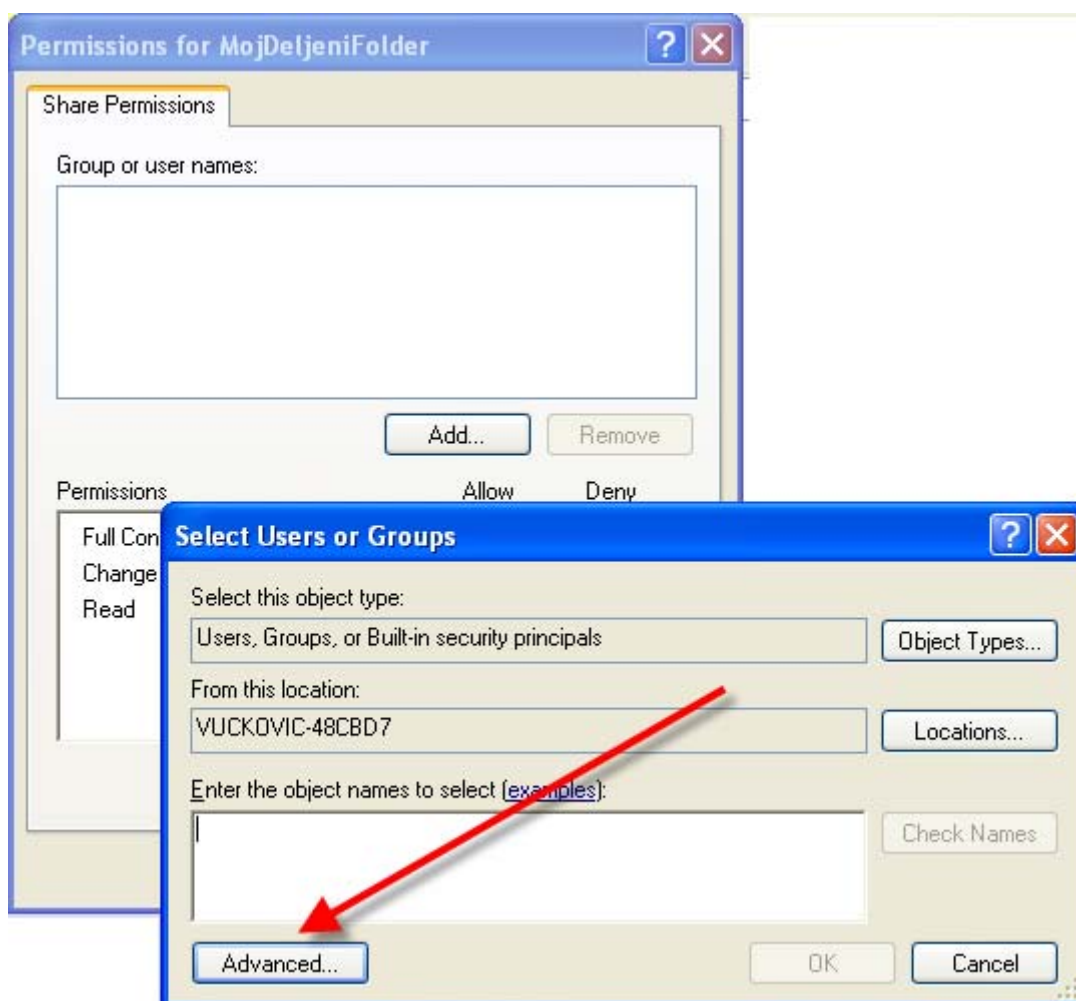 Permissions for MojDeljeniFolder
Share Permissions
Group or user names:
Add... Remove
Permissions Allow Deny
Full Con
Change
Read
Select Users or Groups
Select this object type:
Users, Groups, or Built-in security principals
Object Types...
From this location:
VUCKOVIC-48CBD7
Locations...
Enter the object names to select (examples):
Check Names
Advanced... OK Cancel